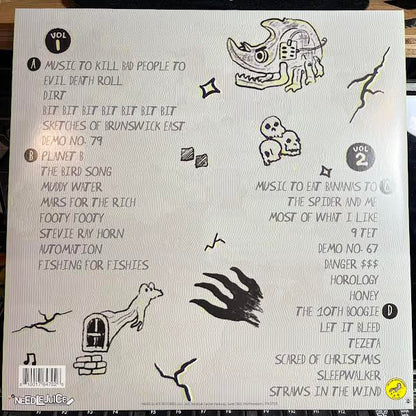 VOL
1
A MUSIC TO KILL BAD PEOPLE TO
EVIL DEATH ROLL
DIRT
BIT BIT BIT BIT BIT BIT BIT
SKETCHES OF BRUNSWICK EAST
DEMO NO. 79
B PLANET B
THE BIRD SONG
MUDDY WATER
MARS FOR THE RICH
FOOTY FOOTY
STEVIE RAY HORN
AUTOMATION
FISHING FOR FISHIES
VOL
2
MUSIC TO EAT BANANAS TO C
THE SPIDER AND ME
MOST OF WHAT I LIKE
9 TET
DEMO NO. 67
DANGER $$$
HOROLOGY
HONEY
THE 10TH BOOGIE D
LET IT BLEED
TEZETA
SCARED OF CHRISTMAS
SLEEPWALKER
STRAWS IN THE WIND
NEEDLEJUICE